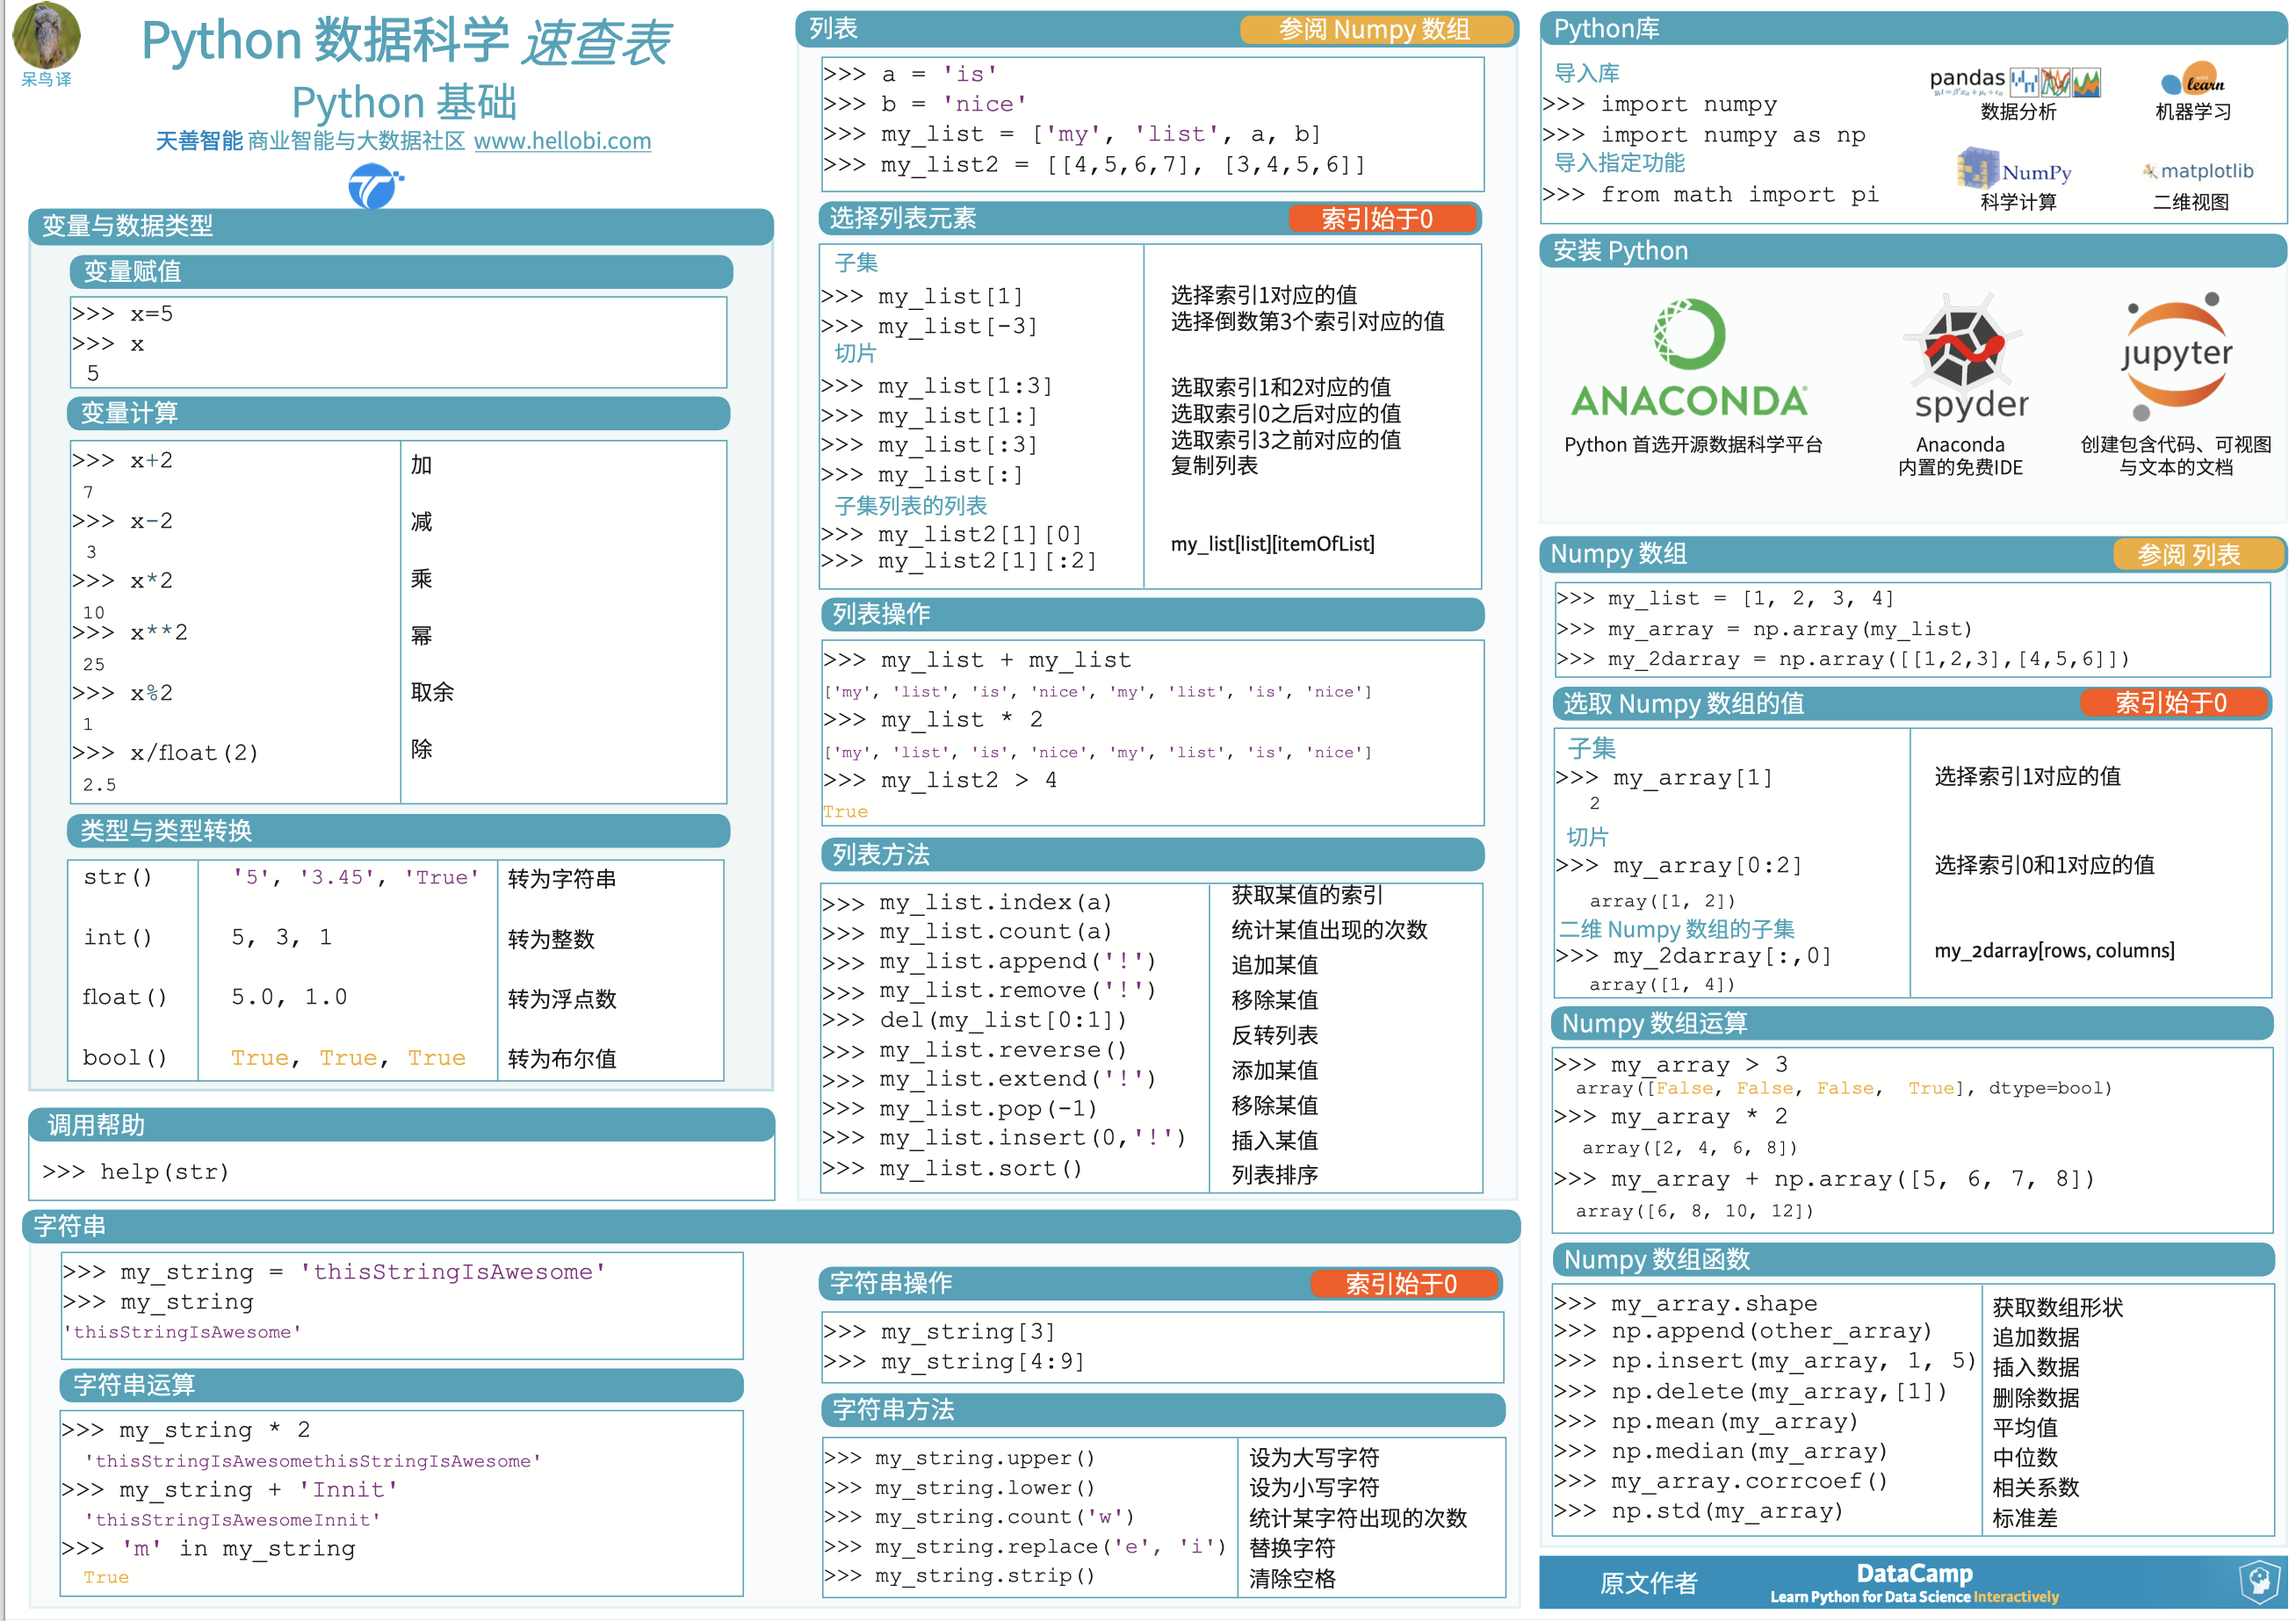 呆鸟译
Python 数据科学 速查表
Python 基础
天善智能 商业智能与大数据社区 www.hellobi.com
变量与数据类型
变量赋值
>>> x=5
>>> x
5
变量计算
>>> x+2 加
7
>>> x-2 减
3
>>> x*2 乘
10
>>> x**2 幂
25
>>> x%2 取余
1
>>> x/float(2) 除
2.5
类型与类型转换
str() '5', '3.45', 'True' 转为字符串
int() 5, 3, 1 转为整数
float() 5.0, 1.0 转为浮点数
bool() True, True, True 转为布尔值
调用帮助
>>> help(str)
列表 参阅 Numpy 数组
>>> a = 'is'
>>> b = 'nice'
>>> my_list = ['my', 'list', a, b]
>>> my_list2 = [[4,5,6,7], [3,4,5,6]]
选择列表元素 索引始于0
子集
>>> my_list[1] 选择索引1对应的值
>>> my_list[-3] 选择倒数第3个索引对应的值
切片
>>> my_list[1:3] 选取索引1和2对应的值
>>> my_list[1:] 选取索引0之后对应的值
>>> my_list[:3] 选取索引3之前对应的值
>>> my_list[:] 复制列表
子集列表的列表
>>> my_list2[1][0] my_list[list][itemOfList]
>>> my_list2[1][:2]
列表操作
>>> my_list + my_list
['my', 'list', 'is', 'nice', 'my', 'list', 'is', 'nice']
>>> my_list * 2
['my', 'list', 'is', 'nice', 'my', 'list', 'is', 'nice']
>>> my_list2 > 4
True
列表方法
>>> my_list.index(a) 获取某值的索引
>>> my_list.count(a) 统计某值出现的次数
>>> my_list.append('!') 追加某值
>>> my_list.remove('!') 移除某值
>>> del(my_list[0:1]) 反转列表
>>> my_list.reverse() 添加某值
>>> my_list.extend('!') 移除某值
>>> my_list.pop(-1) 插入某值
>>> my_list.insert(0,'!') 列表排序
>>> my_list.sort()
字符串
>>> my_string = 'thisStringIsAwesome'
>>> my_string
'thisStringIsAwesome'
字符串运算
>>> my_string * 2
'thisStringIsAwesomethisStringIsAwesome'
>>> my_string + 'Innit'
'thisStringIsAwesomeInnit'
>>> 'm' in my_string
True
字符串操作 索引始于0
>>> my_string[3]
>>> my_string[4:9]
字符串方法
>>> my_string.upper() 设为大写字符
>>> my_string.lower() 设为小写字符
>>> my_string.count('w') 统计某字符出现的次数
>>> my_string.replace('e', 'i') 替换字符
>>> my_string.strip() 清除空格
Python库
导入库
>>> import numpy
>>> import numpy as np
导入指定功能
>>> from math import pi
pandas
数据分析
learn
机器学习
NumPy
科学计算
matplotlib
二维视图
安装 Python
ANACONDA
Python 首选开源数据科学平台
spyder
Anaconda
内置的免费IDE
jupyter
创建包含代码、可视图
与文本的文档
Numpy 数组 参阅 列表
>>> my_list = [1, 2, 3, 4]
>>> my_array = np.array(my_list)
>>> my_2darray = np.array([[1,2,3],[4,5,6]])
选取 Numpy 数组的值 索引始于0
子集
>>> my_array[1] 选择索引1对应的值
2
切片
>>> my_array[0:2] 选择索引0和1对应的值
array([1, 2])
二维 Numpy 数组的子集
>>> my_2darray[:,0] my_2darray[rows, columns]
array([1, 4])
Numpy 数组运算
>>> my_array > 3
array([False, False, False, True], dtype=bool)
>>> my_array * 2
array([2, 4, 6, 8])
>>> my_array + np.array([5, 6, 7, 8])
array([6, 8, 10, 12])
Numpy 数组函数
>>> my_array.shape 获取数组形状
>>> np.append(other_array) 追加数据
>>> np.insert(my_array, 1, 5) 插入数据
>>> np.delete(my_array,[1]) 删除数据
>>> np.mean(my_array) 平均值
>>> np.median(my_array) 中位数
>>> my_array.corrcoef() 相关系数
>>> np.std(my_array) 标准差
原文作者
DataCamp
Learn Python for Data Science Interactively